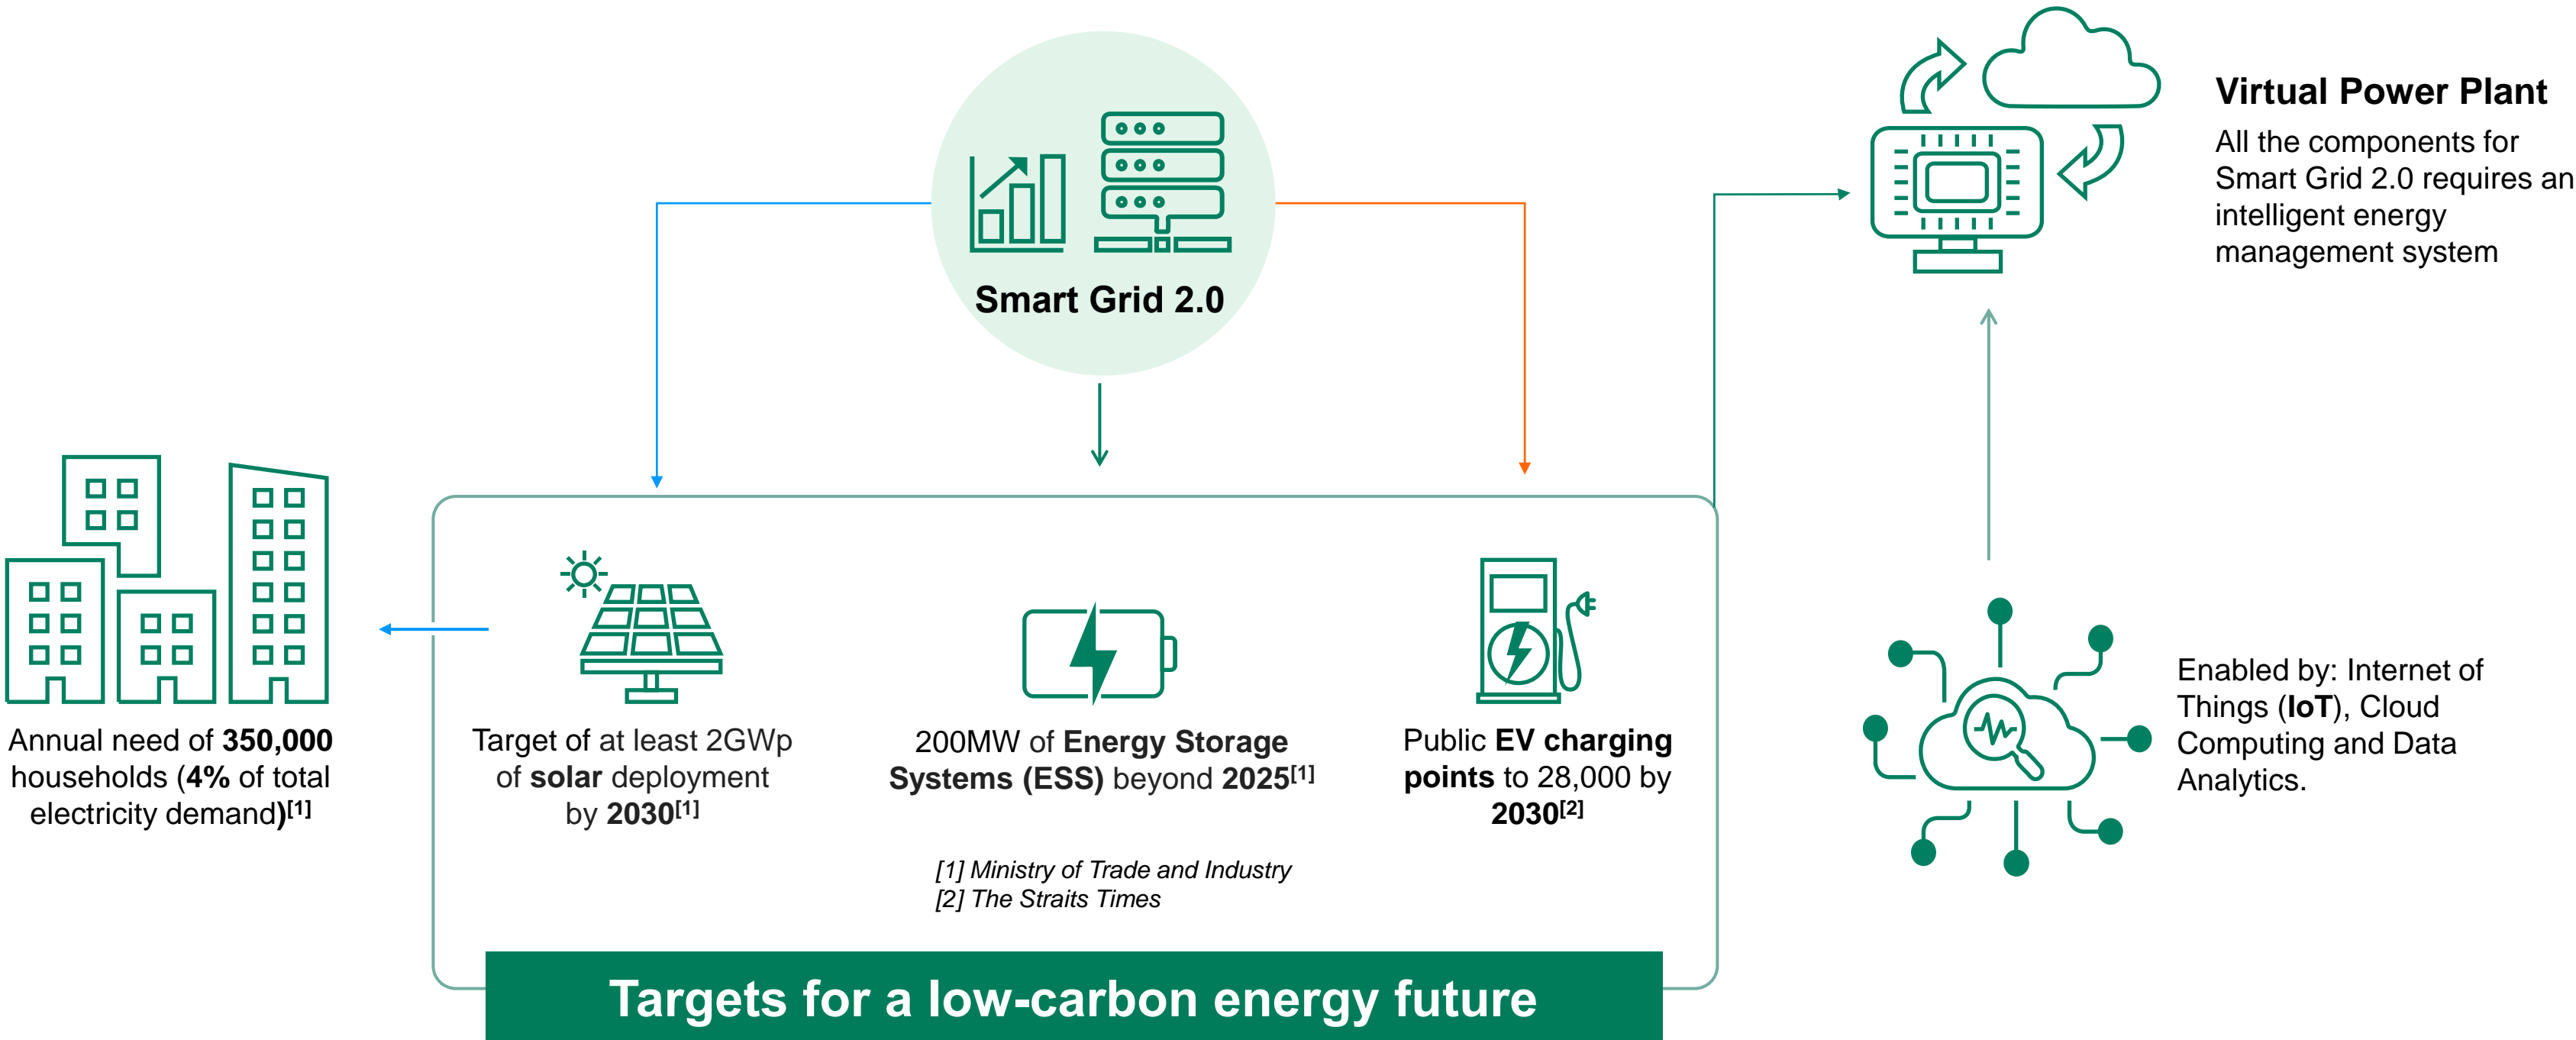 Smart Grid 2.0
Virtual Power Plant
All the components for
Smart Grid 2.0 requires an
intelligent energy
management system
Annual need of 350,000
households (4% of total
electricity demand)[1]
Target of at least 2GWp
of solar deployment
by 2030[1]
200MW of Energy Storage
Systems (ESS) beyond 2025[1]
Public EV charging
points to 28,000 by
2030[2]
Enabled by: Internet of
Things (IoT), Cloud
Computing and Data
Analytics.
[1] Ministry of Trade and Industry
[2] The Straits Times
Targets for a low-carbon energy future